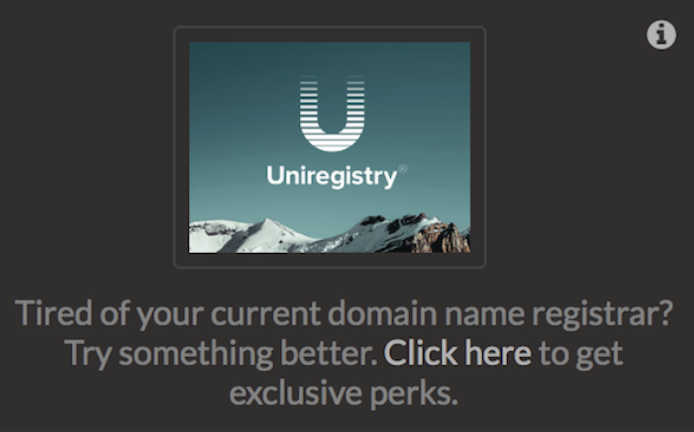 Uniregistry®
Tired of your current domain name registrar?
Try something better. Click here to get
exclusive perks.